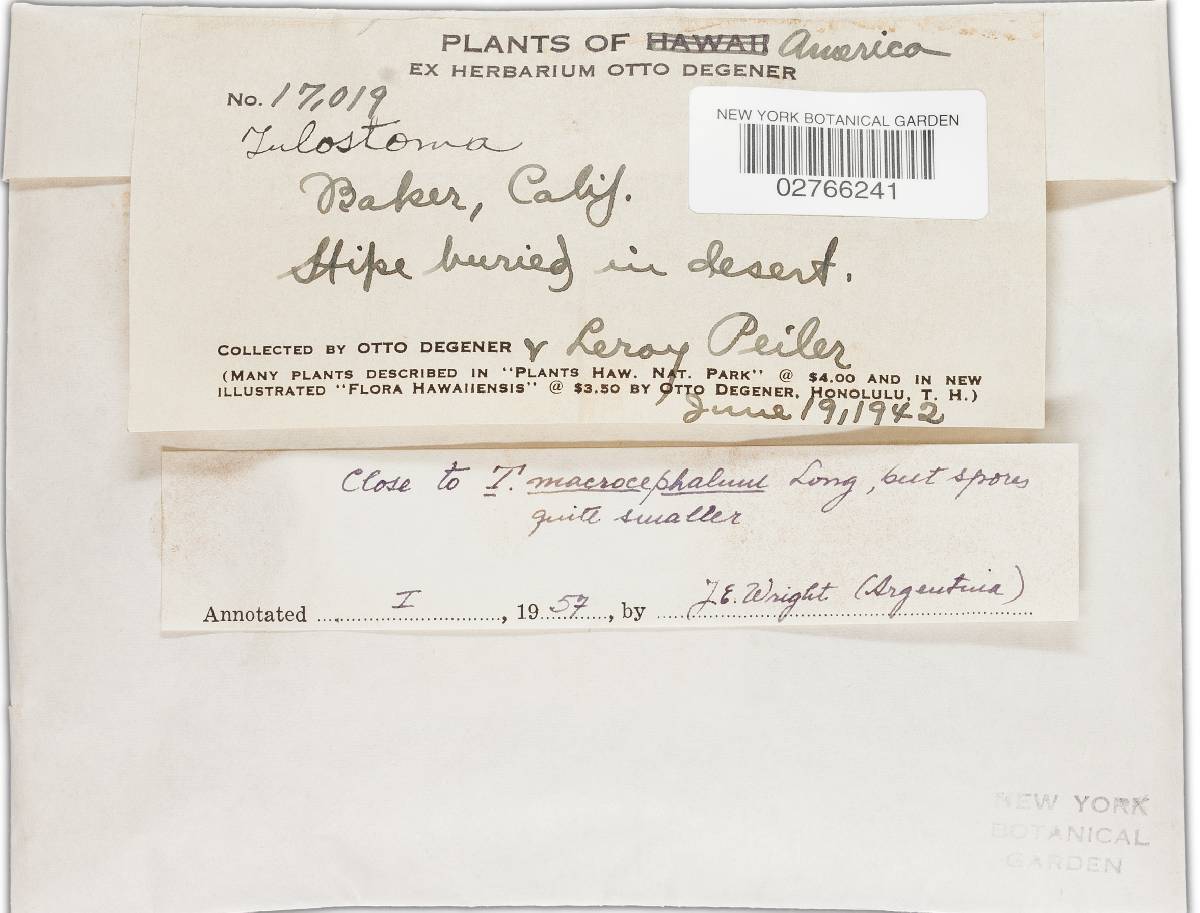 PLANTS OF HAWAII America
EX HERBARIUM OTTO DEGENER
No. 17,019
NEW YORK BOTANICAL GARDEN
02766241
Tulostoma
Baker, Calif.
Stipe buried in desert.
COLLECTED BY OTTO DEGENER & Leroy Peiler
(MANY PLANTS DESCRIBED IN "PLANTS HAW. NAT. PARK" @ $4.00 AND IN NEW
ILLUSTRATED "FLORA HAWAIIENSIS" @ $3.50 BY OTTO DEGENER, HONOLULU, T. H.)
June 19, 1942
Close to T. macrocephalum Long, but spores
quite smaller
Annotated I, 1957, by J.E. Wright (Argentina)
NEW YORK
BOTANICAL
GARDEN